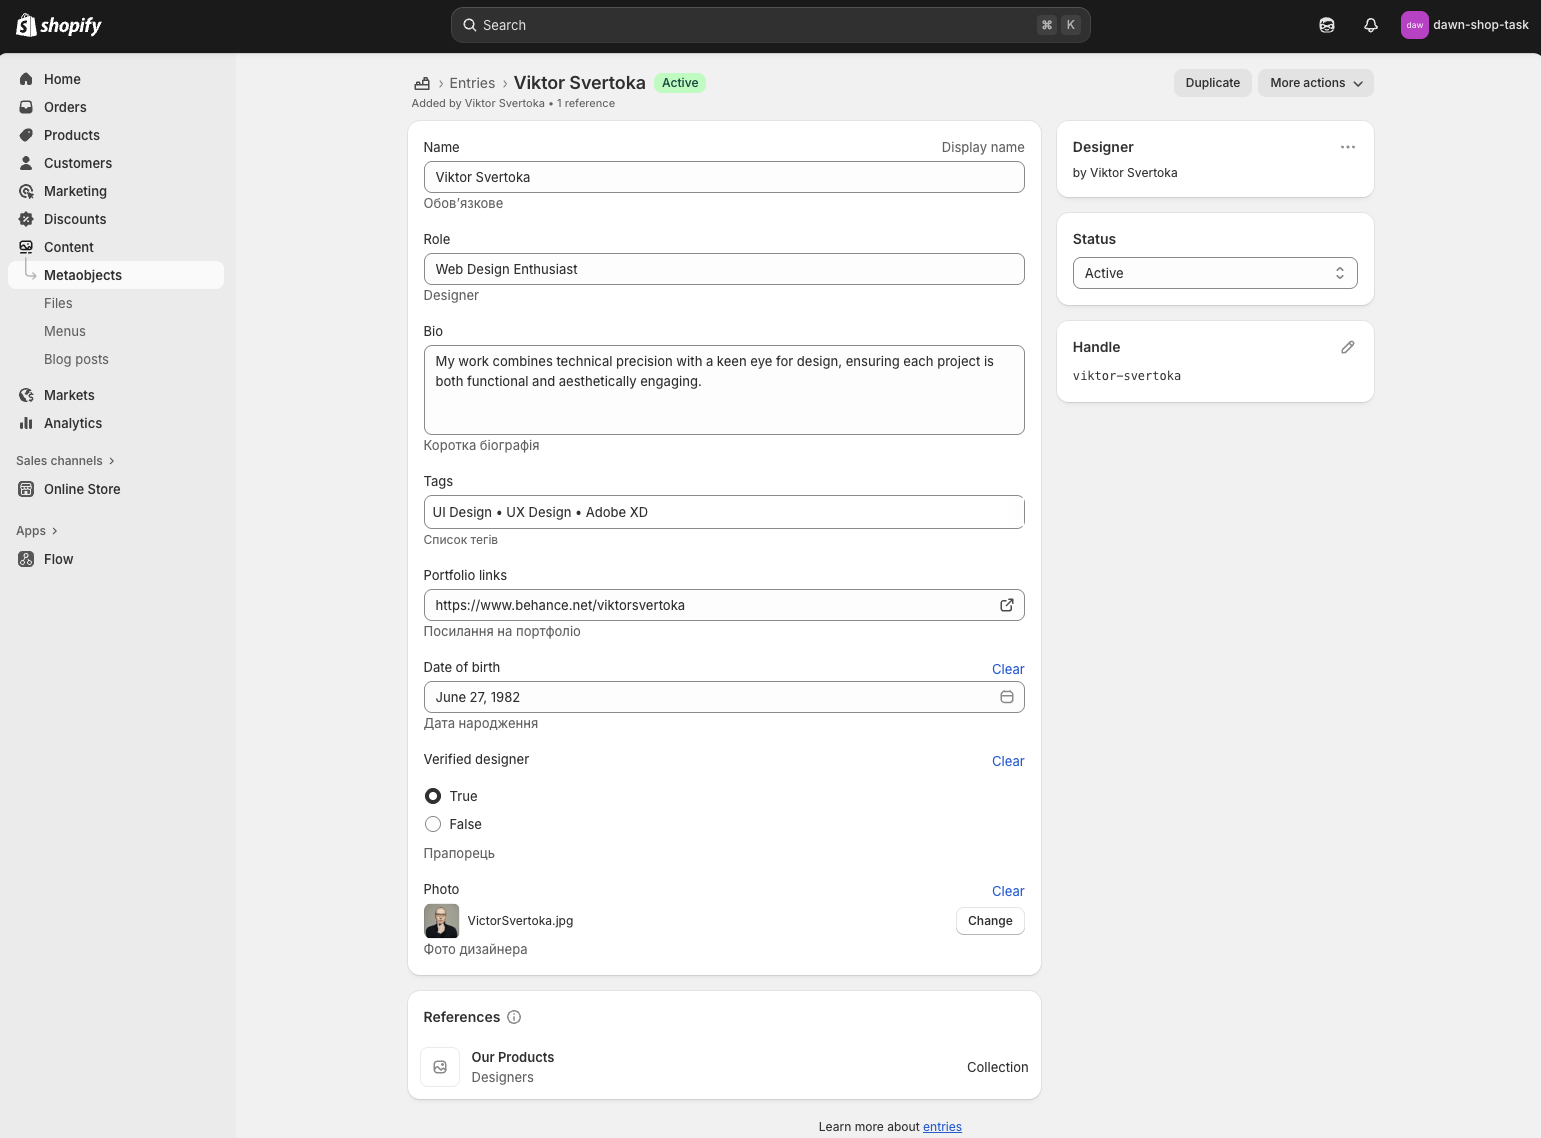 shopify
Search
⌘ K
daw
dawn-shop-task
Home
Orders
Products
Customers
Marketing
Discounts
Content
Metaobjects
Files
Menus
Blog posts
Markets
Analytics
Sales channels ›
Online Store
Apps ›
Flow
› Entries › Viktor Svertoka Active
Added by Viktor Svertoka • 1 reference
Duplicate
More actions
Name
Display name
Viktor Svertoka
Обов’язкове
Role
Web Design Enthusiast
Designer
Bio
My work combines technical precision with a keen eye for design, ensuring each project is
both functional and aesthetically engaging.
Коротка біографія
Tags
UI Design • UX Design • Adobe XD
Список тегів
Portfolio links
https://www.behance.net/viktorsvertoka
Посилання на портфоліо
Date of birth
Clear
June 27, 1982
Дата народження
Verified designer
Clear
True
False
Прапорець
Photo
Clear
VictorSvertoka.jpg
Change
Фото дизайнера
References
Our Products
Designers
Collection
Designer
by Viktor Svertoka
Status
Active
Handle
viktor-svertoka
Learn more about entries